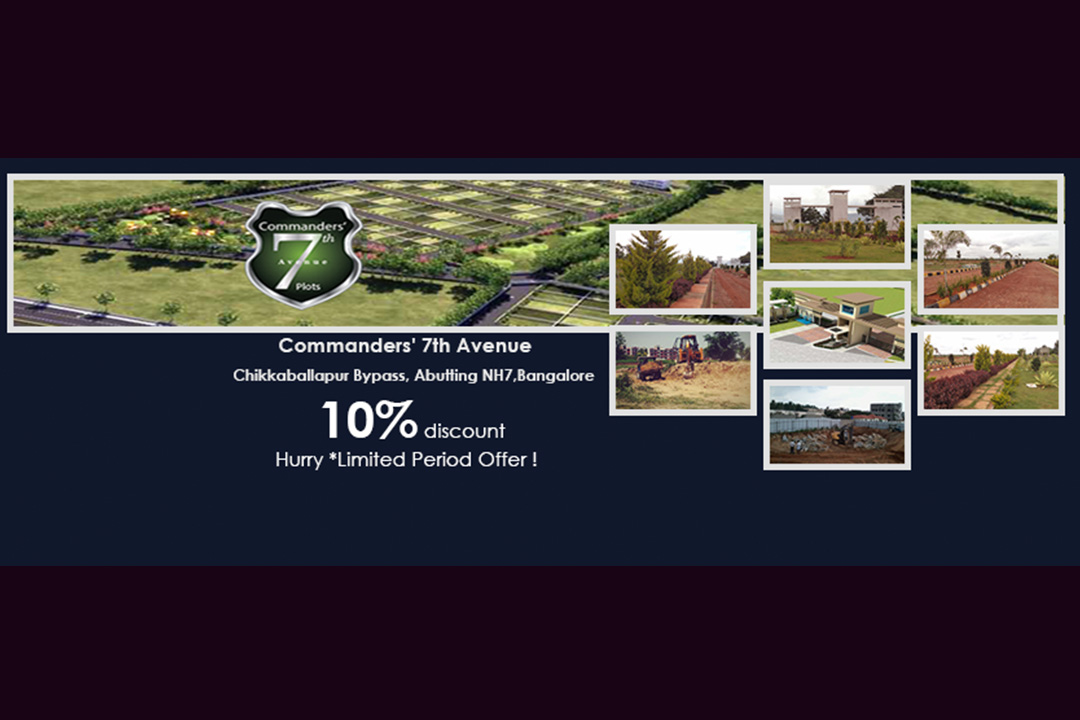 Commanders'
7th
Avenue
Plots
Commanders' 7th Avenue
Chikkaballapur Bypass, Abutting NH7,Bangalore
10% discount
Hurry *Limited Period Offer !